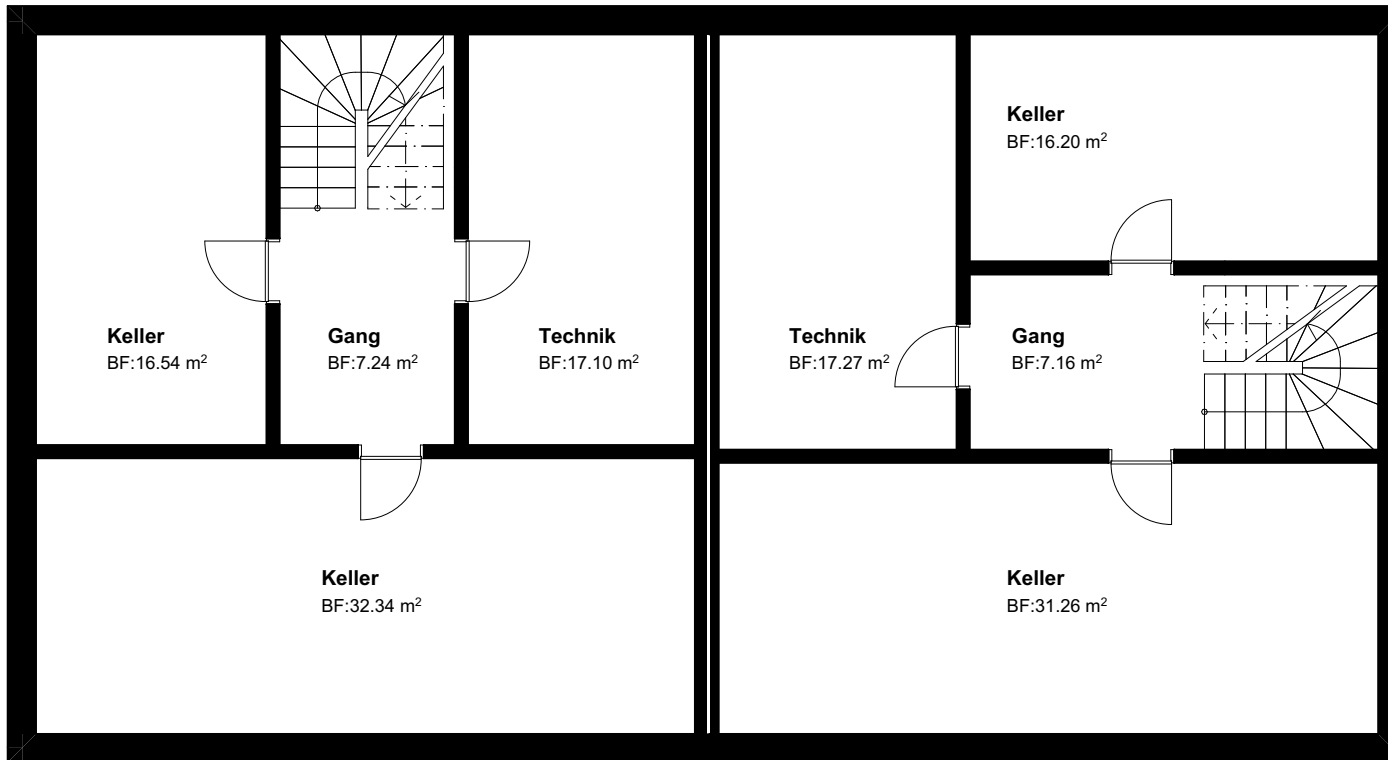 Keller
BF:16.20 m²
Keller
BF:16.54 m²
Gang
BF:7.24 m²
Technik
BF:17.10 m²
Technik
BF:17.27 m²
Gang
BF:7.16 m²
Keller
BF:32.34 m²
Keller
BF:31.26 m²